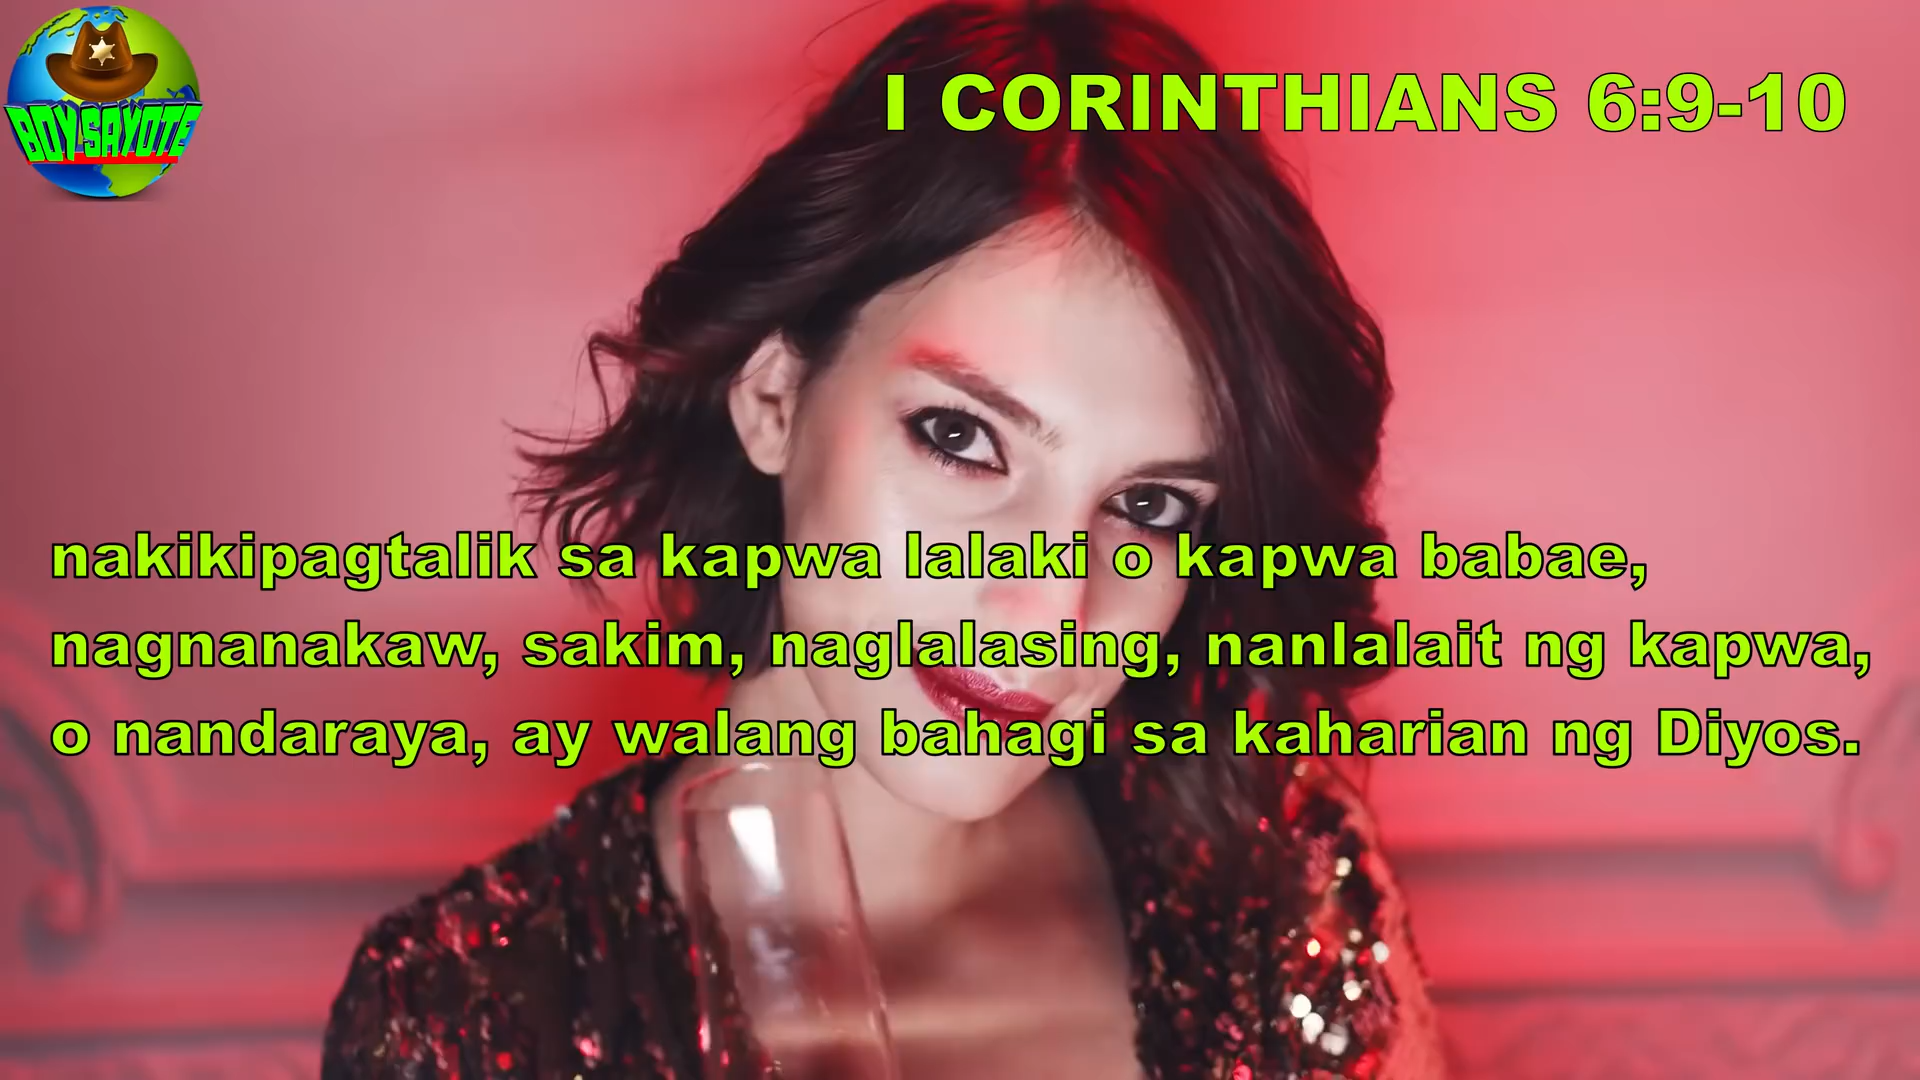 BOY SAYOTE
I CORINTHIANS 6:9-10
nakikipagtalik sa kapwa lalaki o kapwa babae,
nagnanakaw, sakim, naglalasing, nanlalait ng kapwa,
o nandaraya, ay walang bahagi sa kaharian ng Diyos.